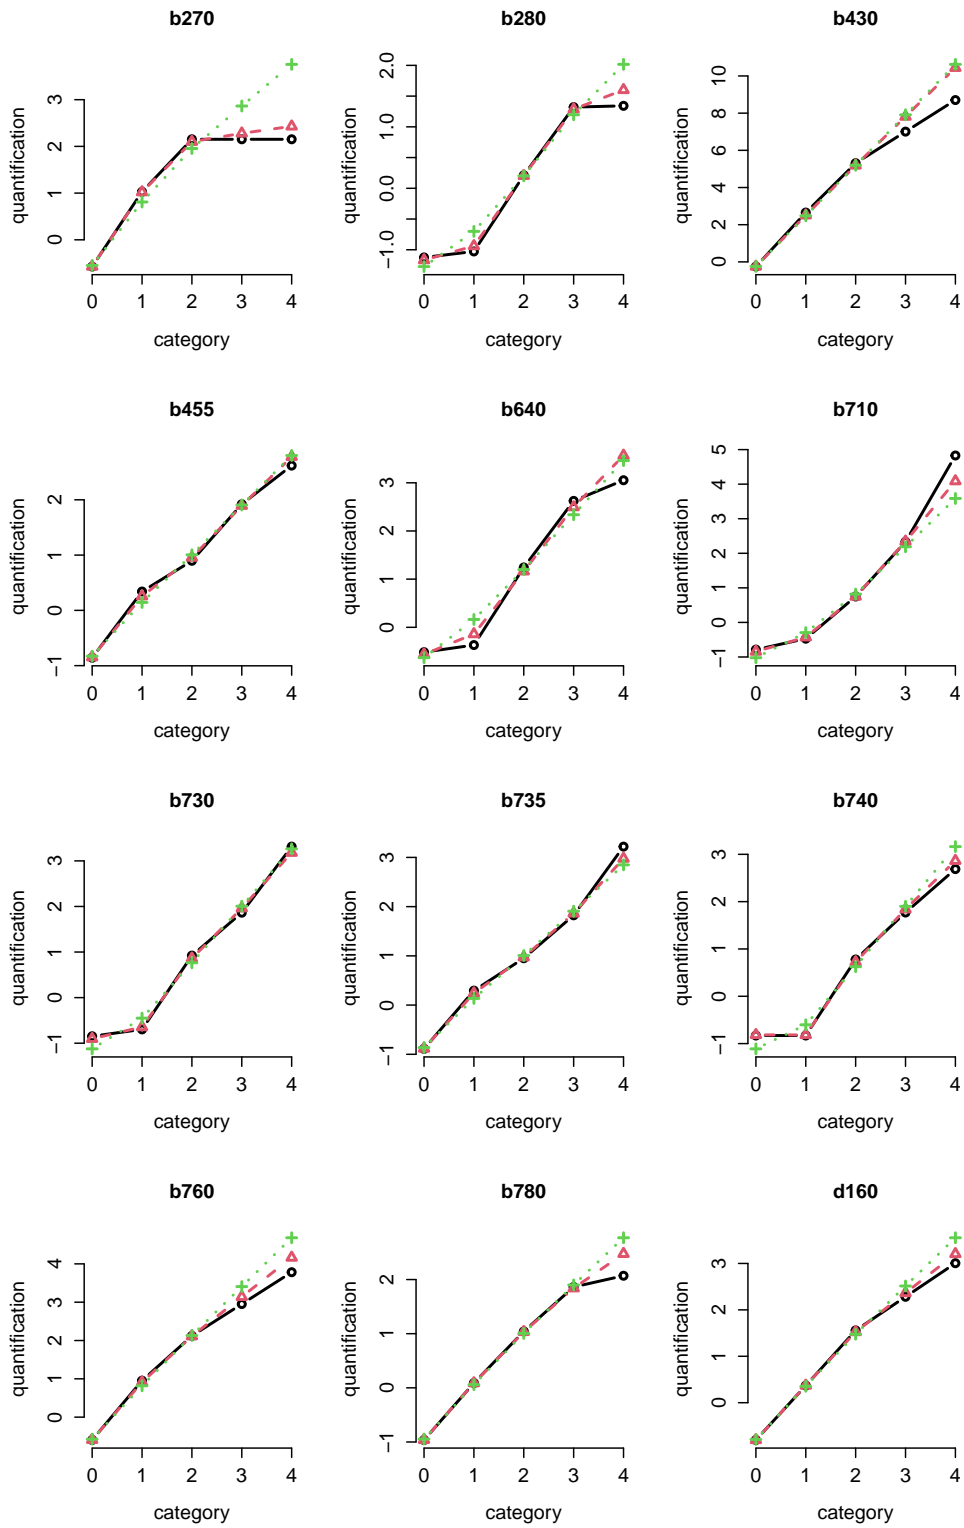 b270
b280
b430
quantification
0 1 2 3
0 1 2 3 4
category
quantification
−1.0 0.0 1.0 2.0
0 1 2 3 4
category
quantification
0 2 4 6 8 10
0 1 2 3 4
category
b455
b640
b710
quantification
−1 0 1 2
0 1 2 3 4
category
quantification
0 1 2 3
0 1 2 3 4
category
quantification
−1 0 1 2 3 4 5
0 1 2 3 4
category
b730
b735
b740
quantification
−1 0 1 2 3
0 1 2 3 4
category
quantification
−1 0 1 2 3
0 1 2 3 4
category
quantification
−1 0 1 2 3
0 1 2 3 4
category
b760
b780
d160
quantification
0 1 2 3 4
0 1 2 3 4
category
quantification
−1 0 1 2
0 1 2 3 4
category
quantification
0 1 2 3
0 1 2 3 4
category